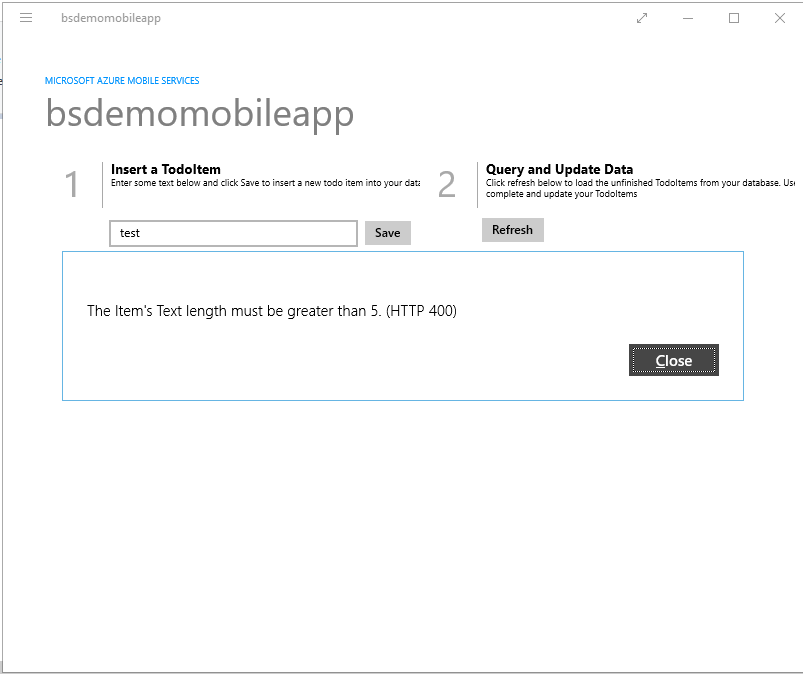 bsdemomobileapp
MICROSOFT AZURE MOBILE SERVICES
bsdemomobileapp
1
Insert a TodoItem
Enter some text below and click Save to insert a new todo item into your data
test
Save
2
Query and Update Data
Click refresh below to load the unfinished TodoItems from your database. Use
complete and update your TodoItems
Refresh
The Item's Text length must be greater than 5. (HTTP 400)
Close